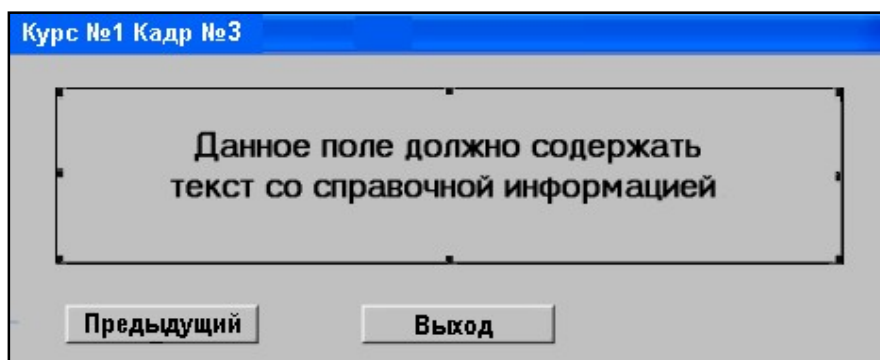 Курс №1 Кадр №3
Данное поле должно содержать
текст со справочной информацией
Предыдущий
Выход